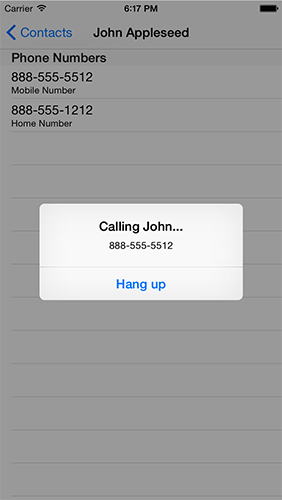 Carrier 6:17 PM
Contacts John Appleseed
Phone Numbers
888-555-5512
Mobile Number
888-555-1212
Home Number
Calling John...
888-555-5512
Hang up